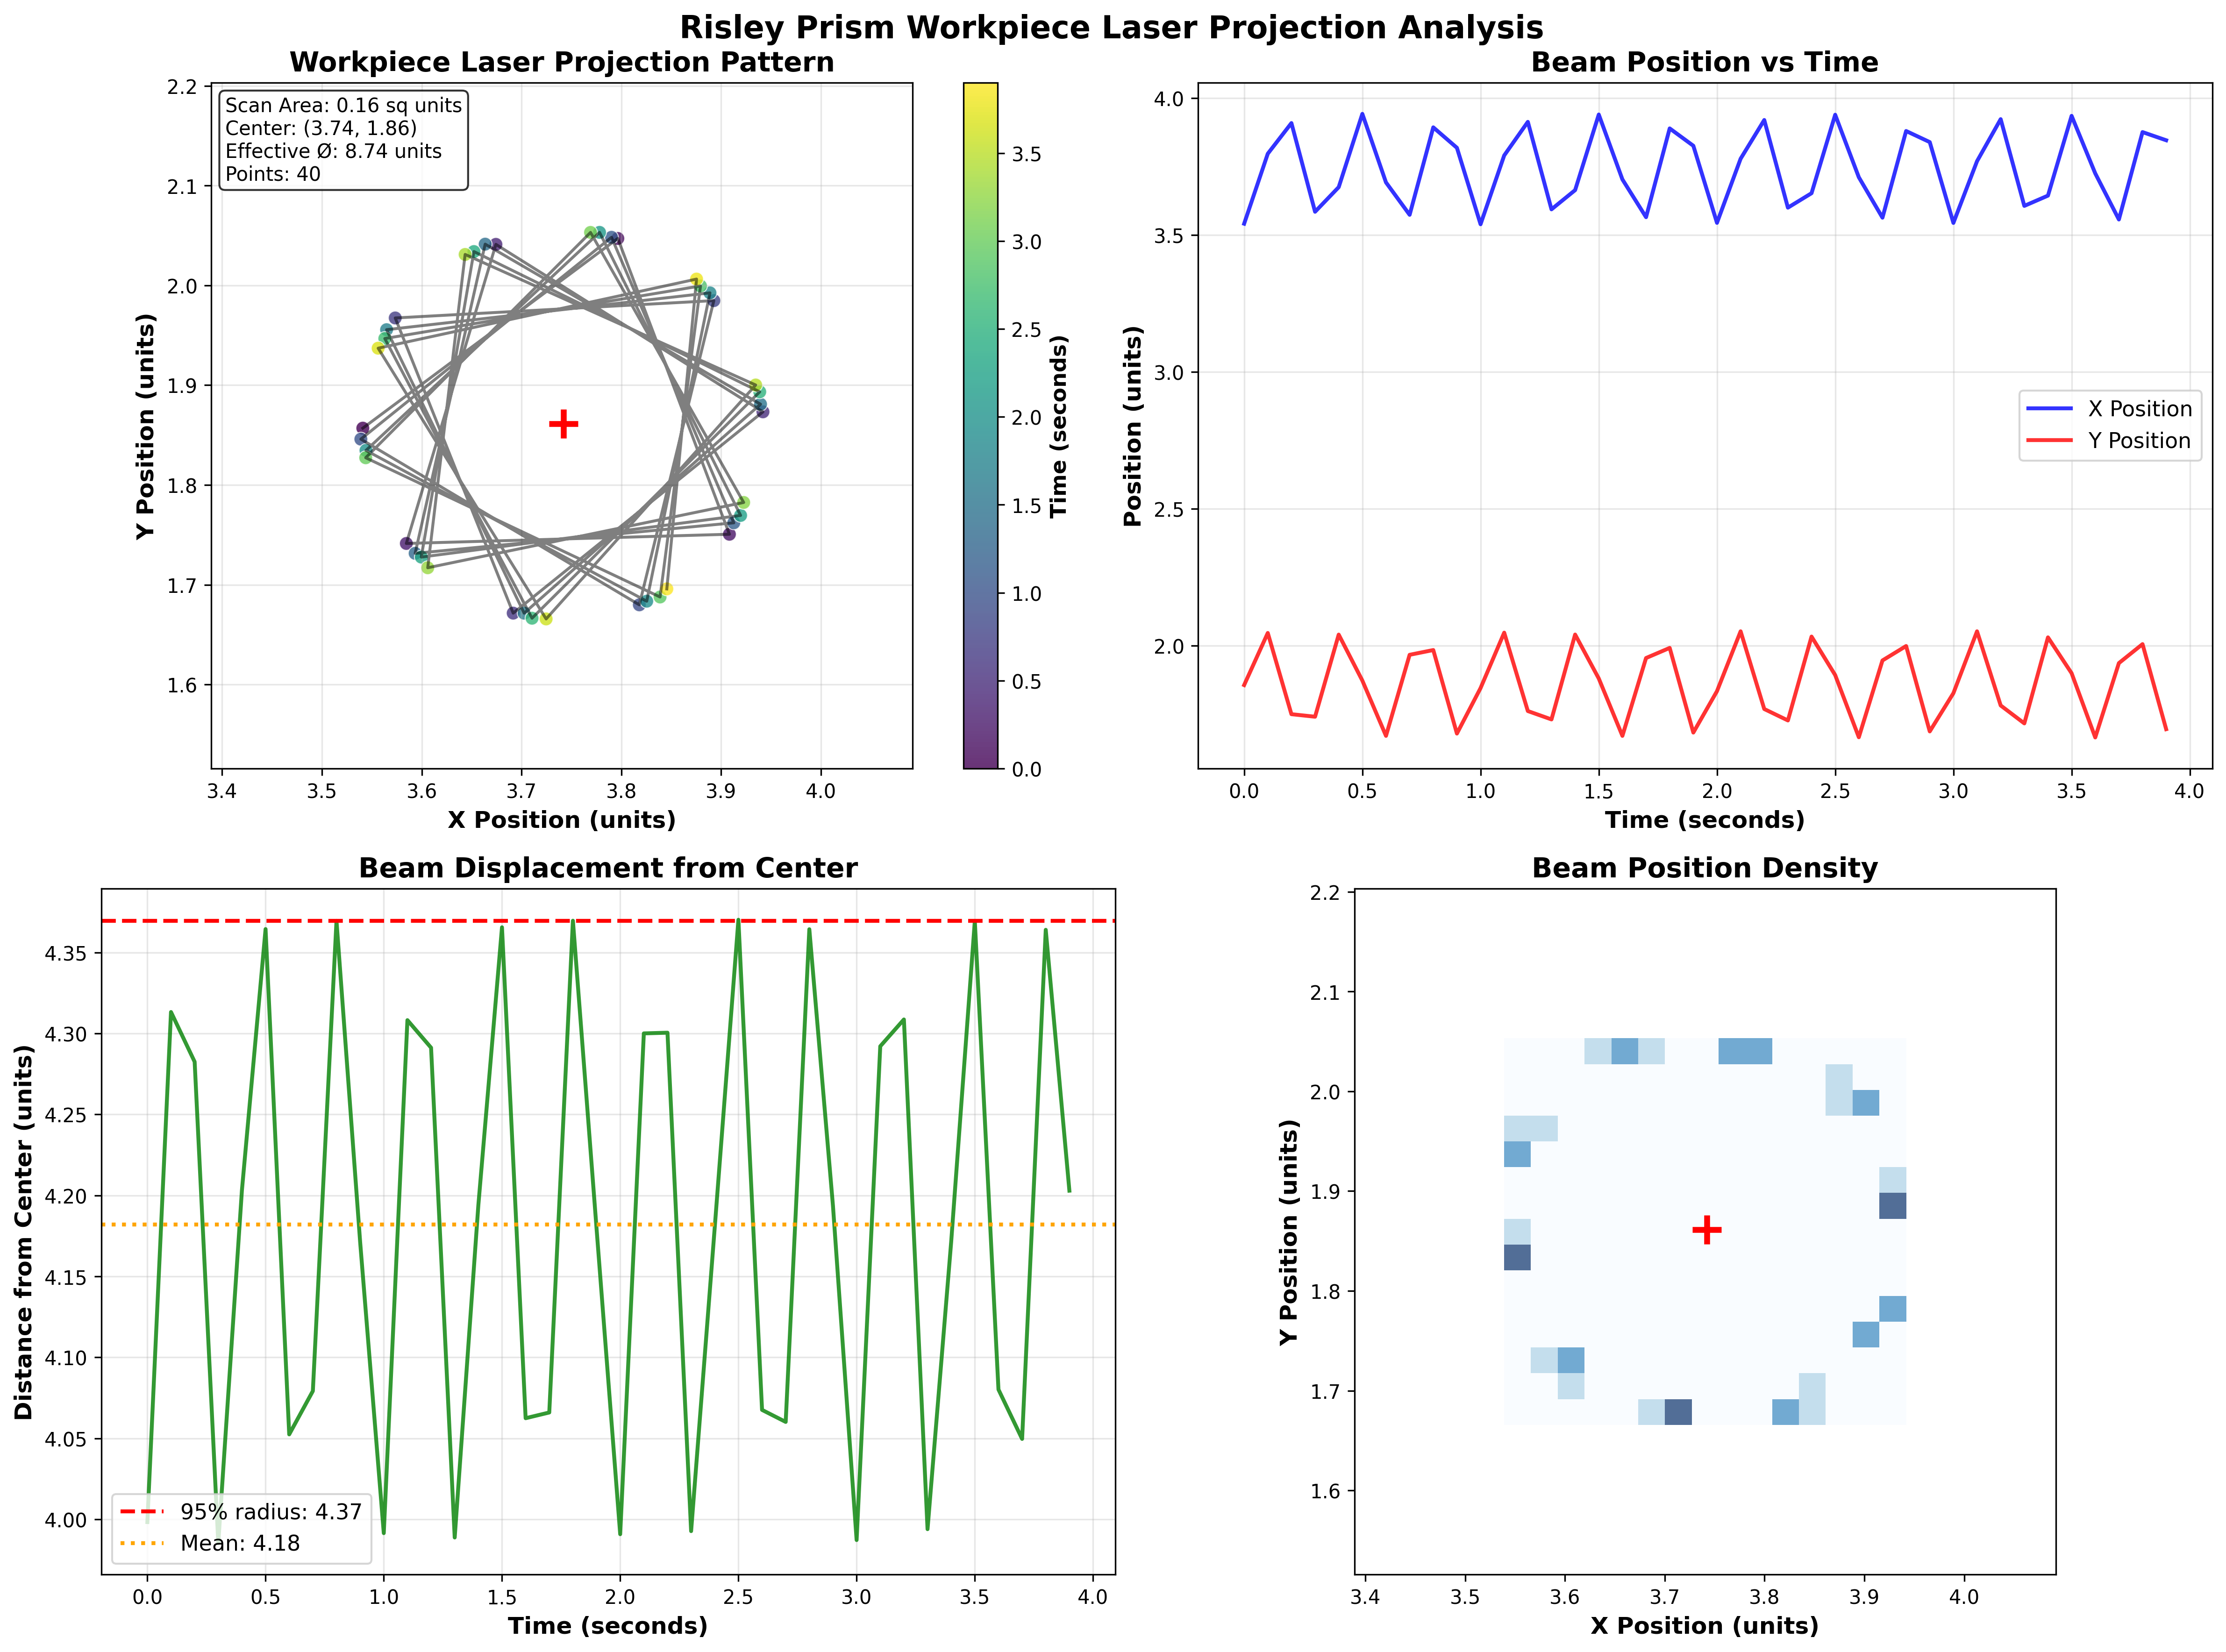 Risley Prism Workpiece Laser Projection Analysis
Workpiece Laser Projection Pattern
Scan Area: 0.16 sq units
Center: (3.74, 1.86)
Effective Ø: 8.74 units
Points: 40
2.2
2.1
2.0
1.9
1.8
1.7
1.6
Y Position (units)
3.4 3.5 3.6 3.7 3.8 3.9 4.0
X Position (units)
3.5
3.0
2.5
2.0
1.5
1.0
0.5
0.0
Time (seconds)
Beam Position vs Time
4.0
3.5
3.0
2.5
2.0
Position (units)
X Position
Y Position
0.0 0.5 1.0 1.5 2.0 2.5 3.0 3.5 4.0
Time (seconds)
Beam Displacement from Center
4.35
4.30
4.25
4.20
4.15
4.10
4.05
4.00
Distance from Center (units)
95% radius: 4.37
Mean: 4.18
0.0 0.5 1.0 1.5 2.0 2.5 3.0 3.5 4.0
Time (seconds)
Beam Position Density
2.2
2.1
2.0
1.9
1.8
1.7
1.6
Y Position (units)
3.4 3.5 3.6 3.7 3.8 3.9 4.0
X Position (units)